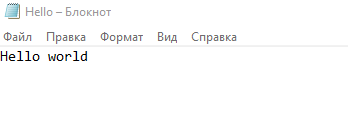 Hello – Блокнот
Файл Правка Формат Вид Справка
Hello world